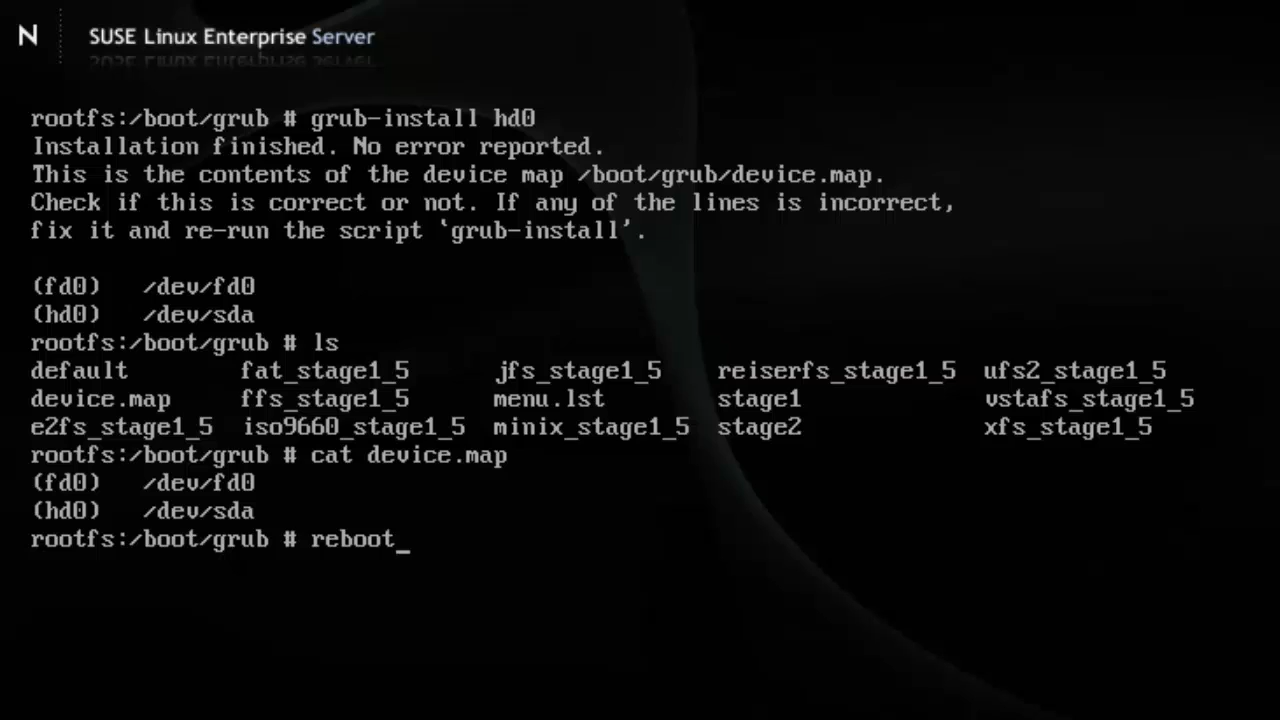 N SUSE Linux Enterprise Server
rootfs:/boot/grub # grub-install hd0
Installation finished. No error reported.
This is the contents of the device map /boot/grub/device.map.
Check if this is correct or not. If any of the lines is incorrect,
fix it and re-run the script `grub-install'.
(fd0)   /dev/fd0
(hd0)   /dev/sda
rootfs:/boot/grub # ls
default        fat_stage1_5      jfs_stage1_5    reiserfs_stage1_5  ufs2_stage1_5
device.map     ffs_stage1_5      menu.lst        stage1             vstafs_stage1_5
e2fs_stage1_5  iso9660_stage1_5  minix_stage1_5  stage2             xfs_stage1_5
rootfs:/boot/grub # cat device.map
(fd0)   /dev/fd0
(hd0)   /dev/sda
rootfs:/boot/grub # reboot_